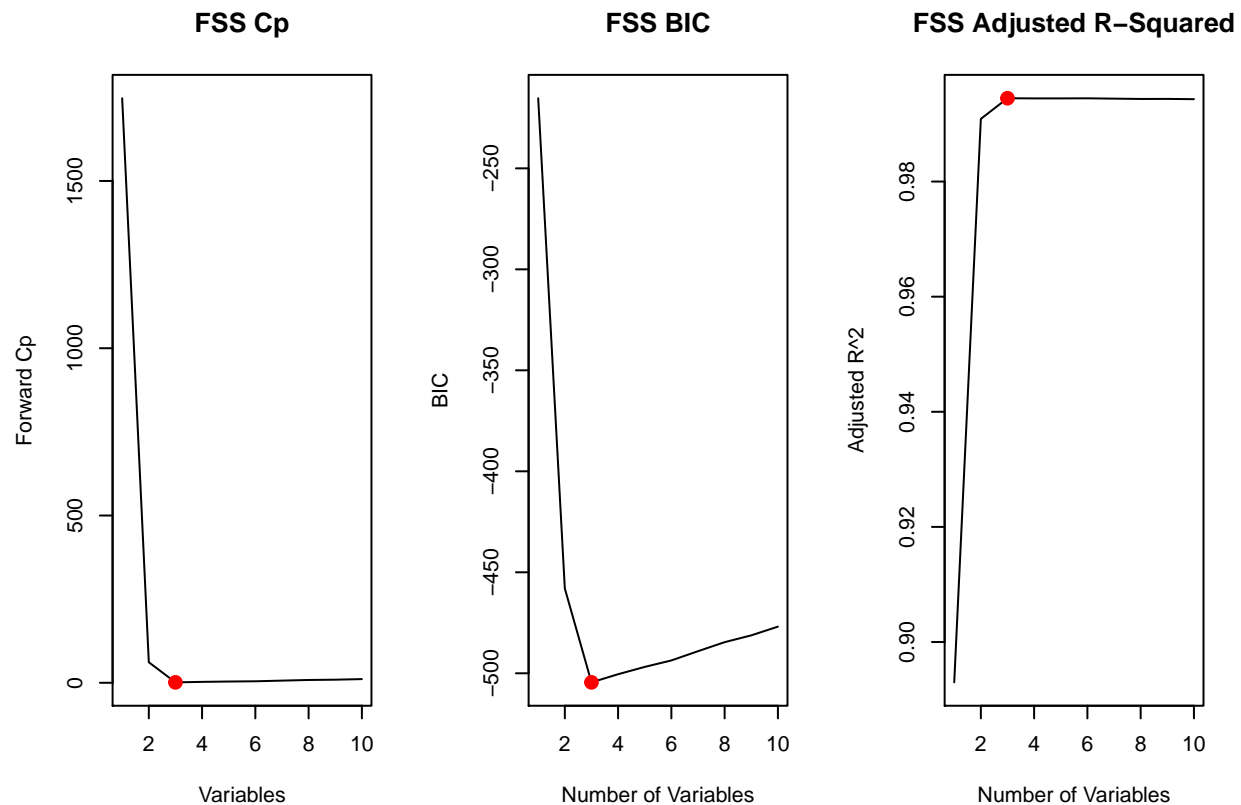 FSS Cp
1500
1000
500
0
Forward Cp
2 4 6 8 10
Variables
FSS BIC
−250
−300
−350
−400
−450
−500
BIC
2 4 6 8 10
Number of Variables
FSS Adjusted R−Squared
0.98
0.96
0.94
0.92
0.90
Adjusted R^2
2 4 6 8 10
Number of Variables